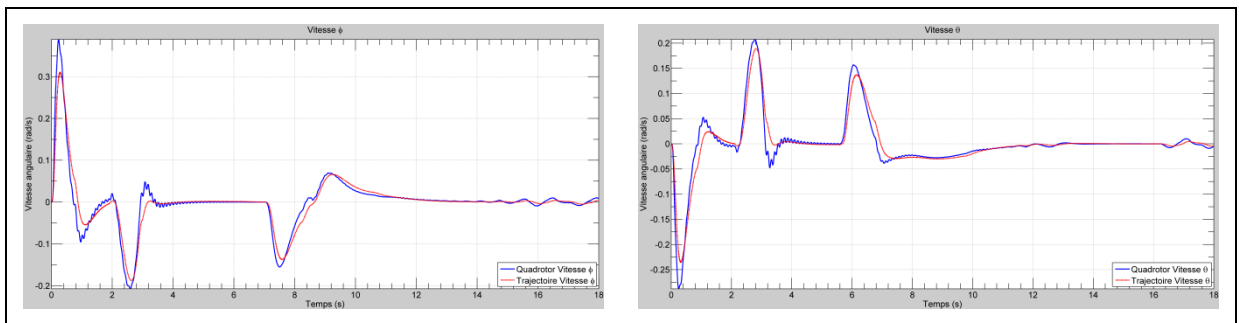 Vitesse ϕ
Vitesse angulaire (rad/s)
0.3
0.2
0.1
0
-0.1
-0.2
0 2 4 6 8 10 12 14 16 18
Temps (s)
Quadrotor Vitesse ϕ
Trajectoire Vitesse ϕ
Vitesse θ
Vitesse angulaire (rad/s)
0.2
0.15
0.1
0.05
0
-0.05
-0.1
-0.15
-0.2
-0.25
0 2 4 6 8 10 12 14 16 18
Temps (s)
Quadrotor Vitesse θ
Trajectoire Vitesse θ